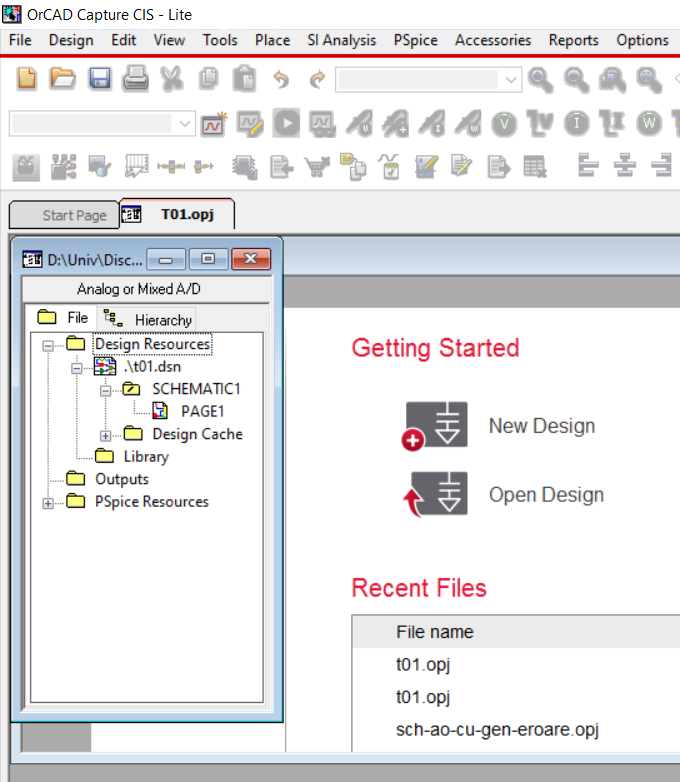 OrCAD Capture CIS - Lite
File Design Edit View Tools Place SI Analysis PSpice Accessories Reports Options
V I W
Start Page T01.opj
D:\Univ\Disc...
Analog or Mixed A/D
File Hierarchy
Design Resources
.\t01.dsn
SCHEMATIC1
PAGE1
Design Cache
Library
Outputs
PSpice Resources
Getting Started
New Design
Open Design
Recent Files
File name
t01.opj
t01.opj
sch-ao-cu-gen-eroare.opj